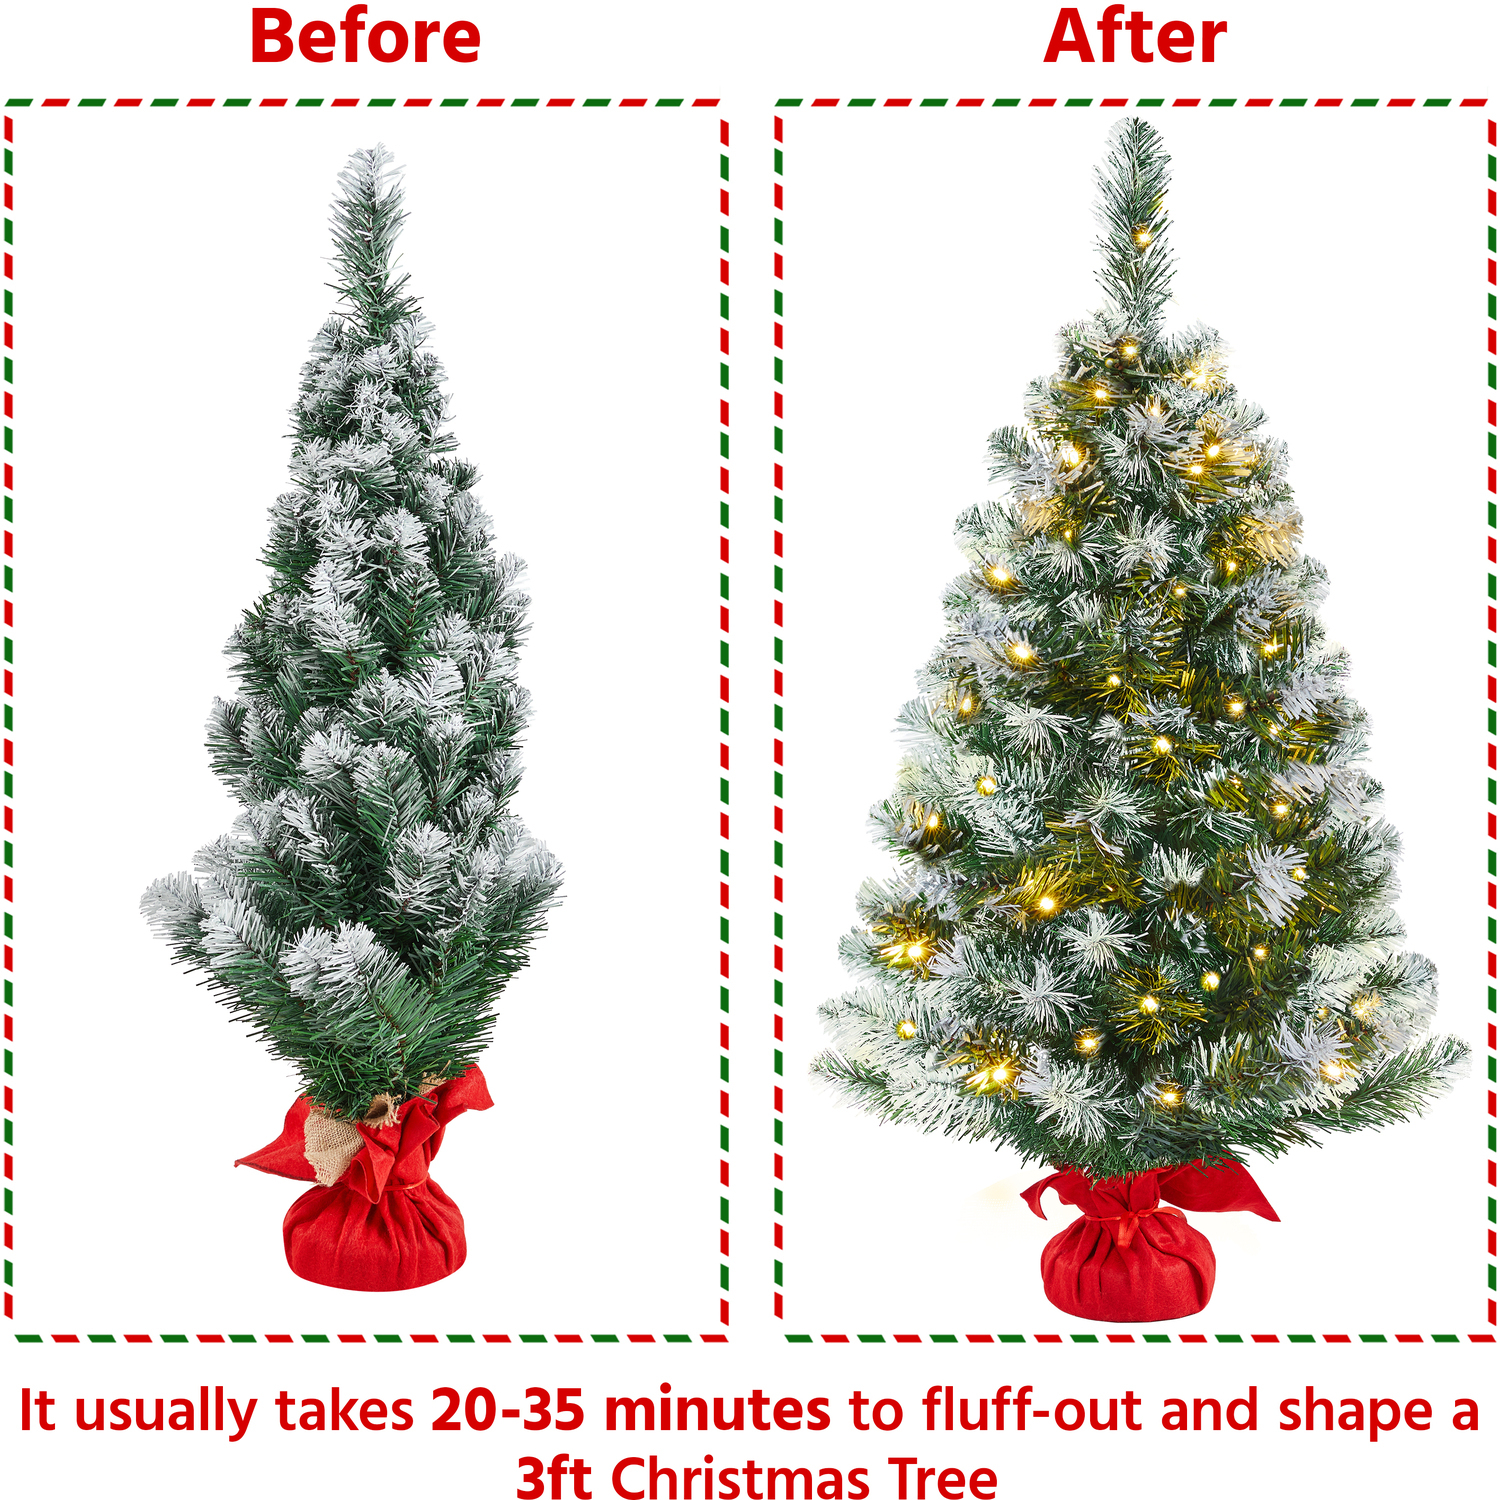 Before
After
It usually takes 20-35 minutes to fluff-out and shape a
3ft Christmas Tree